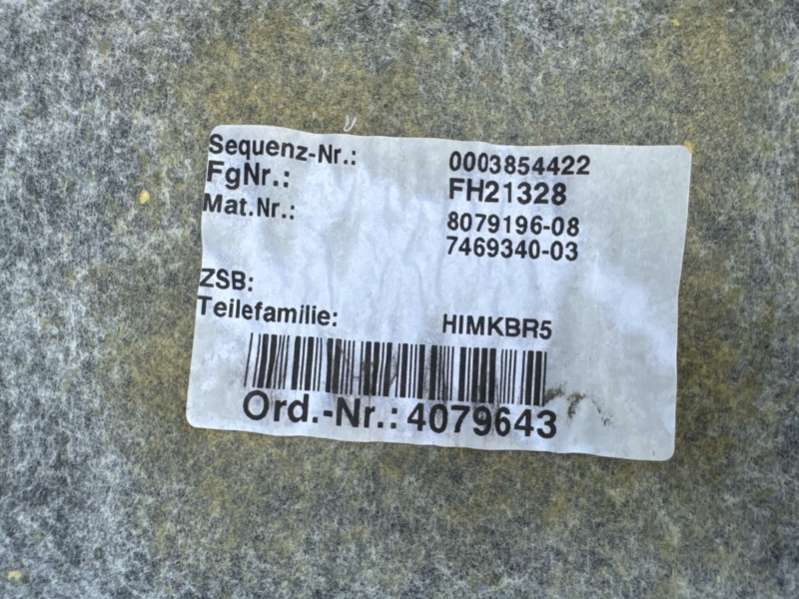 Sequenz-Nr.: 0003854422
FgNr.: FH21328
Mat.Nr.: 8079196-08
7469340-03
ZSB:
Teilefamilie: HIMKBR5
Ord.-Nr.: 4079643